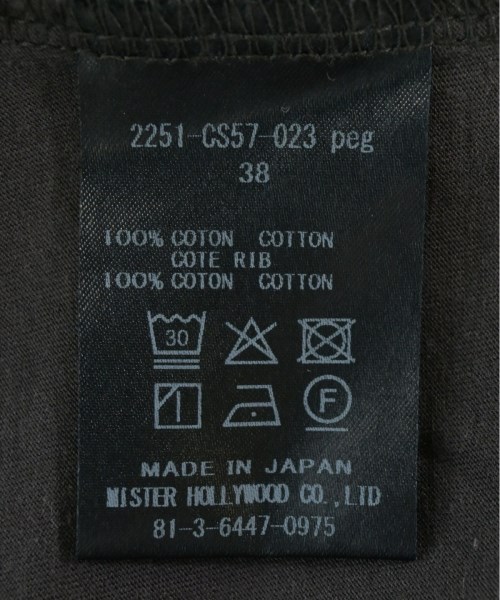 2251-CS57-023 peg
38
100% COTON COTTON
COTE RIB
100% COTON COTTON
30
F
MADE IN JAPAN
MISTER HOLLYWOOD CO.,LTD
81-3-6447-0975